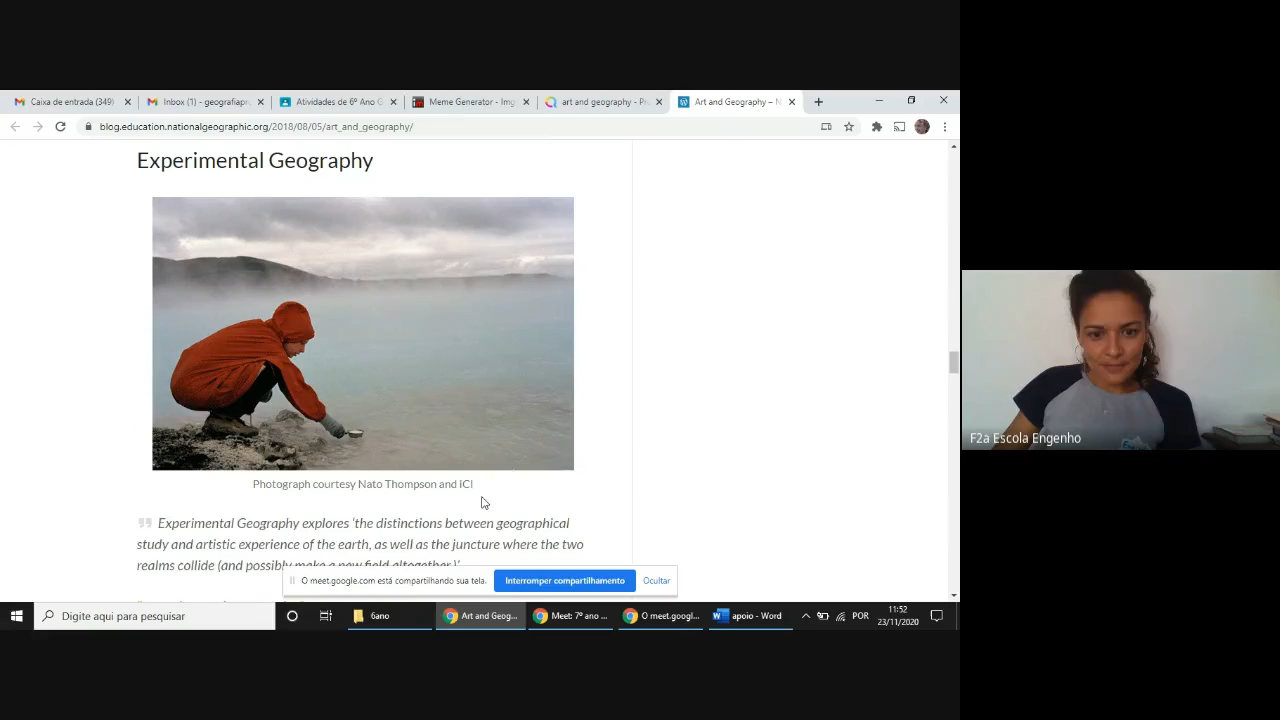 Caixa de entrada (349)
Inbox (1) - geografiapr
Atividades de 6º Ano G
Meme Generator - Img
art and geography - Pr
Art and Geography – N
blog.education.nationalgeographic.org/2018/08/05/art_and_geography/
Experimental Geography
Photograph courtesy Nato Thompson and iCI
Experimental Geography explores ‘the distinctions between geographical
study and artistic experience of the earth, as well as the juncture where the two
realms collide (and possibly make a new field altogether.)’
O meet.google.com está compartilhando sua tela.
Interromper compartilhamento
Ocultar
F2a Escola Engenho
Digite aqui para pesquisar
6ano
Art and Geog...
Meet: 7º ano ...
O meet.googl...
apoio - Word
POR
11:52
23/11/2020